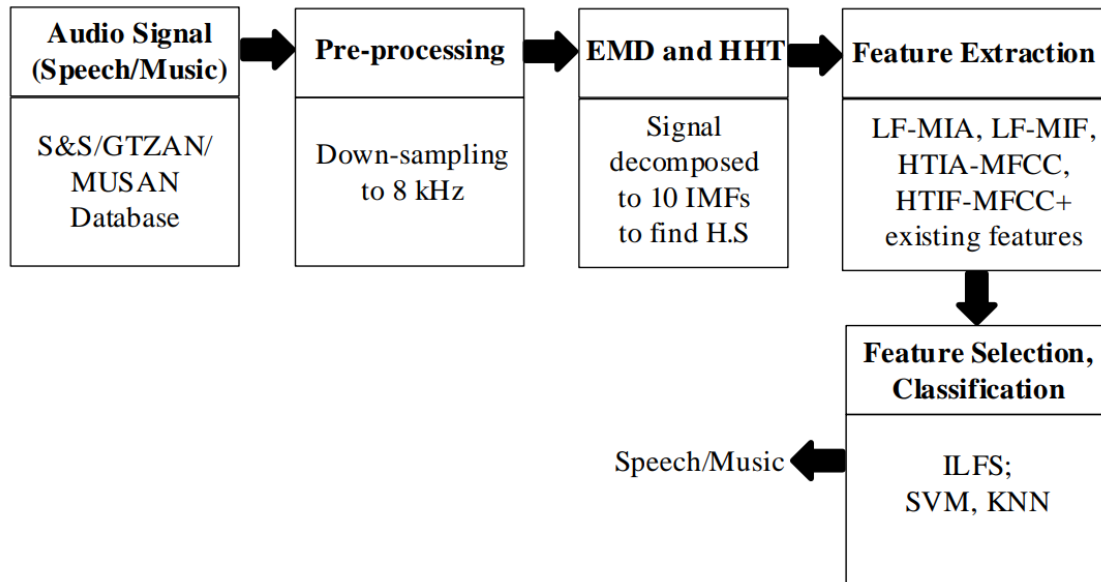 Audio Signal
(Speech/Music)
S&S/GTZAN/
MUSAN
Database
Pre-processing
Down-sampling
to 8 kHz
EMD and HHT
Signal
decomposed
to 10 IMFs
to find H.S
Feature Extraction
LF-MIA, LF-MIF,
HTIA-MFCC,
HTIF-MFCC+
existing features
Feature Selection,
Classification
ILFS;
SVM, KNN
Speech/Music